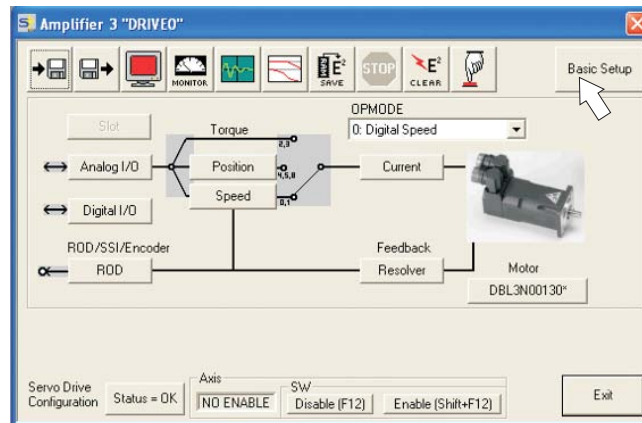 Amplifier 3 "DRIVE0"
MONITOR
E²
SAVE
STOP
E²
CLEAR
Basic Setup
OPMODE
Slot
Torque
0: Digital Speed
2,3
Analog I/O
Position
4,5,8
Current
Speed
0,1
Digital I/O
ROD/SSI/Encoder
Feedback
ROD
Resolver
Motor
DBL3N00130*
Axis
SW
Servo Drive
Configuration
Status = OK
NO ENABLE
Disable (F12)
Enable (Shift+F12)
Exit